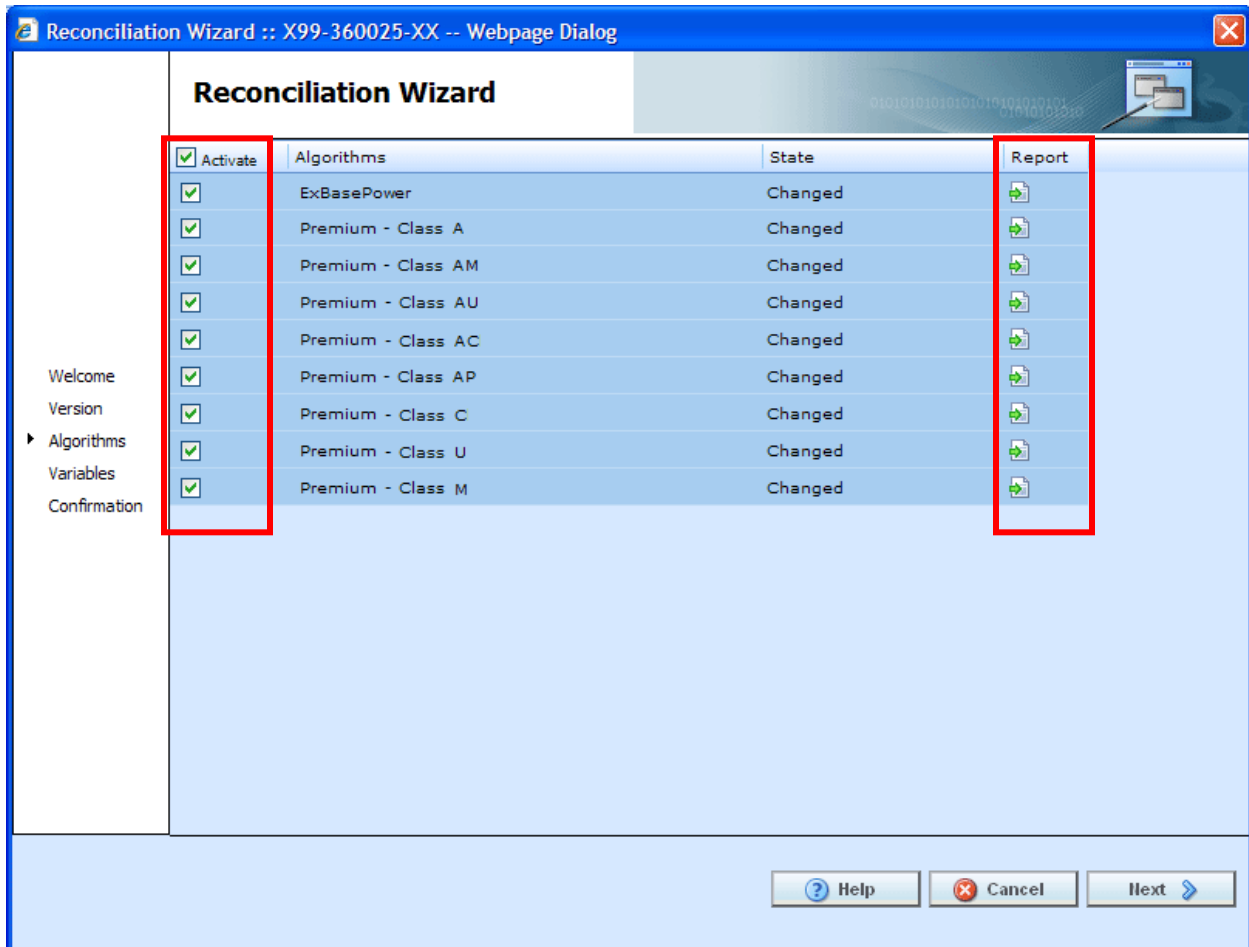 Reconciliation Wizard :: X99-360025-XX -- Webpage Dialog
Reconciliation Wizard
Activate Algorithms State Report
ExBasePower Changed
Premium - Class A Changed
Premium - Class AM Changed
Premium - Class AU Changed
Premium - Class AC Changed
Premium - Class AP Changed
Premium - Class C Changed
Premium - Class U Changed
Premium - Class M Changed
Welcome
Version
Algorithms
Variables
Confirmation
Help Cancel Next